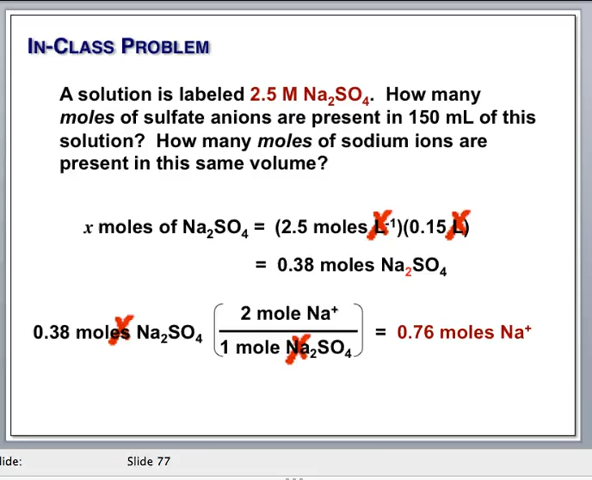 IN-CLASS PROBLEM
A solution is labeled 2.5 M Na₂SO₄. How many
moles of sulfate anions are present in 150 mL of this
solution? How many moles of sodium ions are
present in this same volume?
x moles of Na₂SO₄ = (2.5 moles L⁻¹)(0.15 L)
= 0.38 moles Na₂SO₄
2 mole Na⁺
0.38 moles Na₂SO₄ = 0.76 moles Na⁺
1 mole Na₂SO₄
lide: Slide 77